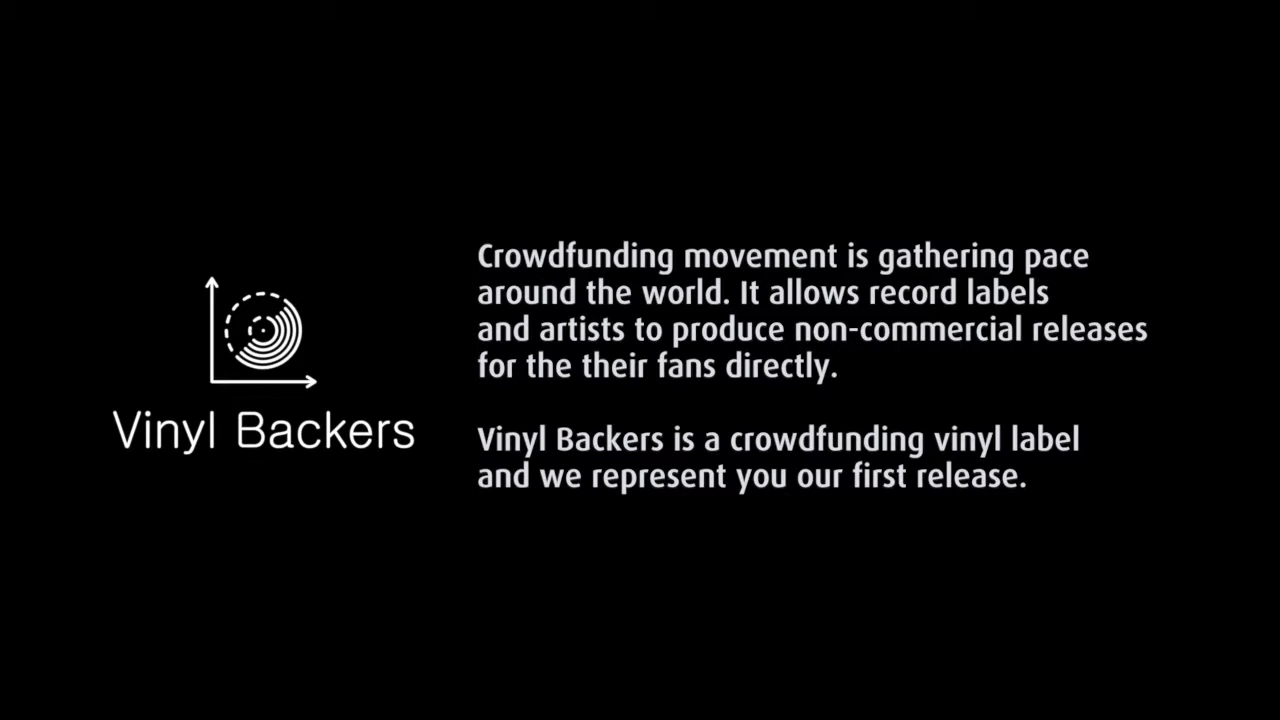 Crowdfunding movement is gathering pace
around the world. It allows record labels
and artists to produce non-commercial releases
for the their fans directly.
Vinyl Backers
Vinyl Backers is a crowdfunding vinyl label
and we represent you our first release.